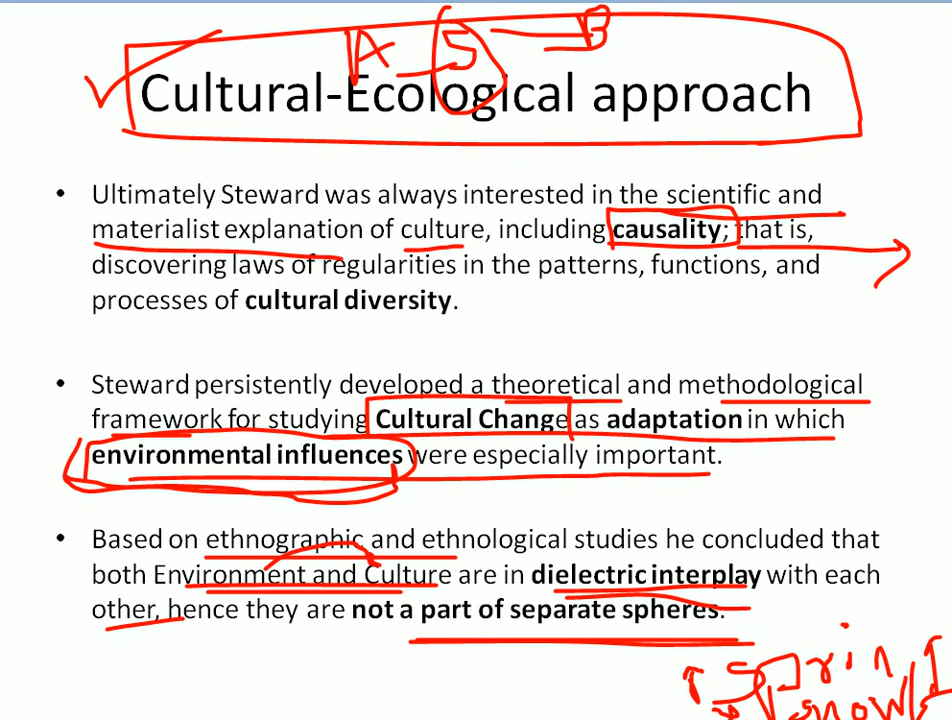 A 5 B
Cultural-Ecological approach
• Ultimately Steward was always interested in the scientific and
materialist explanation of culture, including causality; that is,
discovering laws of regularities in the patterns, functions, and
processes of cultural diversity.
• Steward persistently developed a theoretical and methodological
framework for studying Cultural Change as adaptation in which
environmental influences were especially important.
• Based on ethnographic and ethnological studies he concluded that
both Environment and Culture are in dielectric interplay with each
other, hence they are not a part of separate spheres.